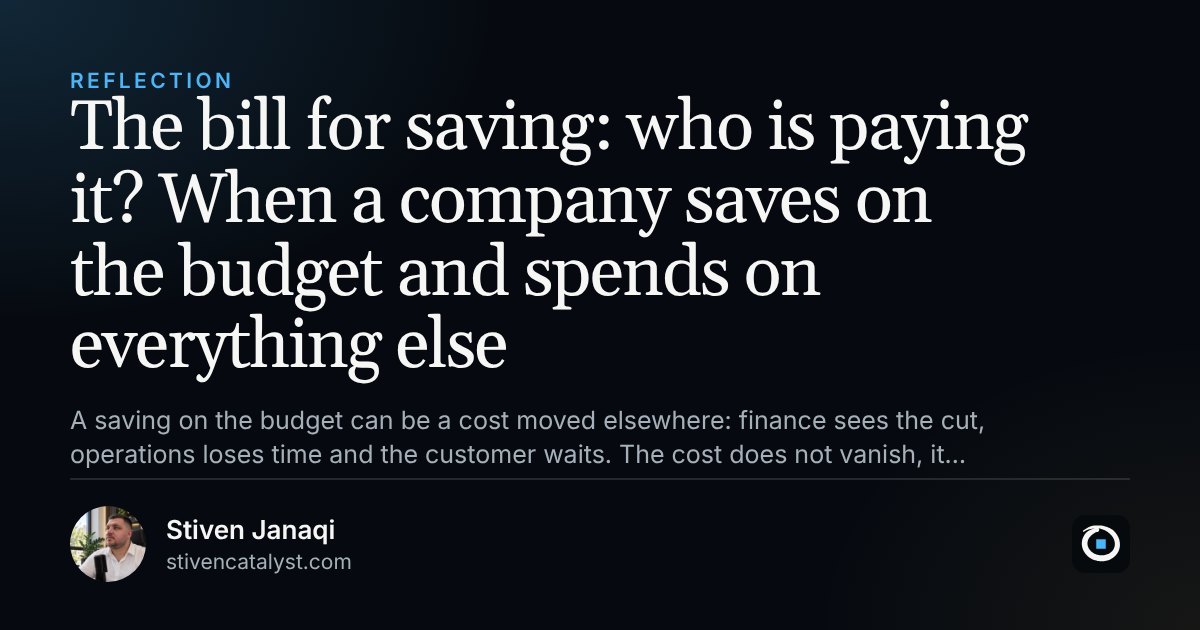 REFLECTION
The bill for saving: who is paying
it? When a company saves on
the budget and spends on
everything else
A saving on the budget can be a cost moved elsewhere: finance sees the cut,
operations loses time and the customer waits. The cost does not vanish, it...
Stiven Janaqi
stivencatalyst.com